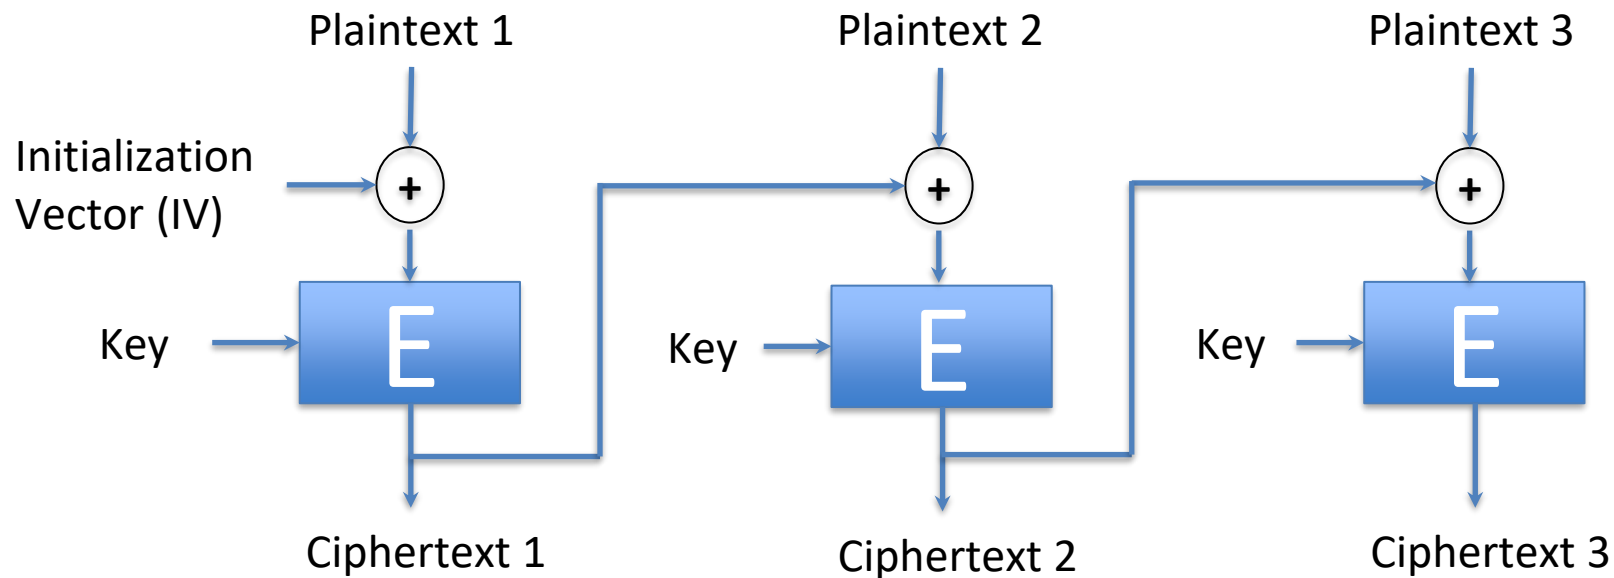 Plaintext 1
Plaintext 2
Plaintext 3
Initialization
Vector (IV)
+
+
+
Key
E
Key
E
Key
E
Ciphertext 1
Ciphertext 2
Ciphertext 3